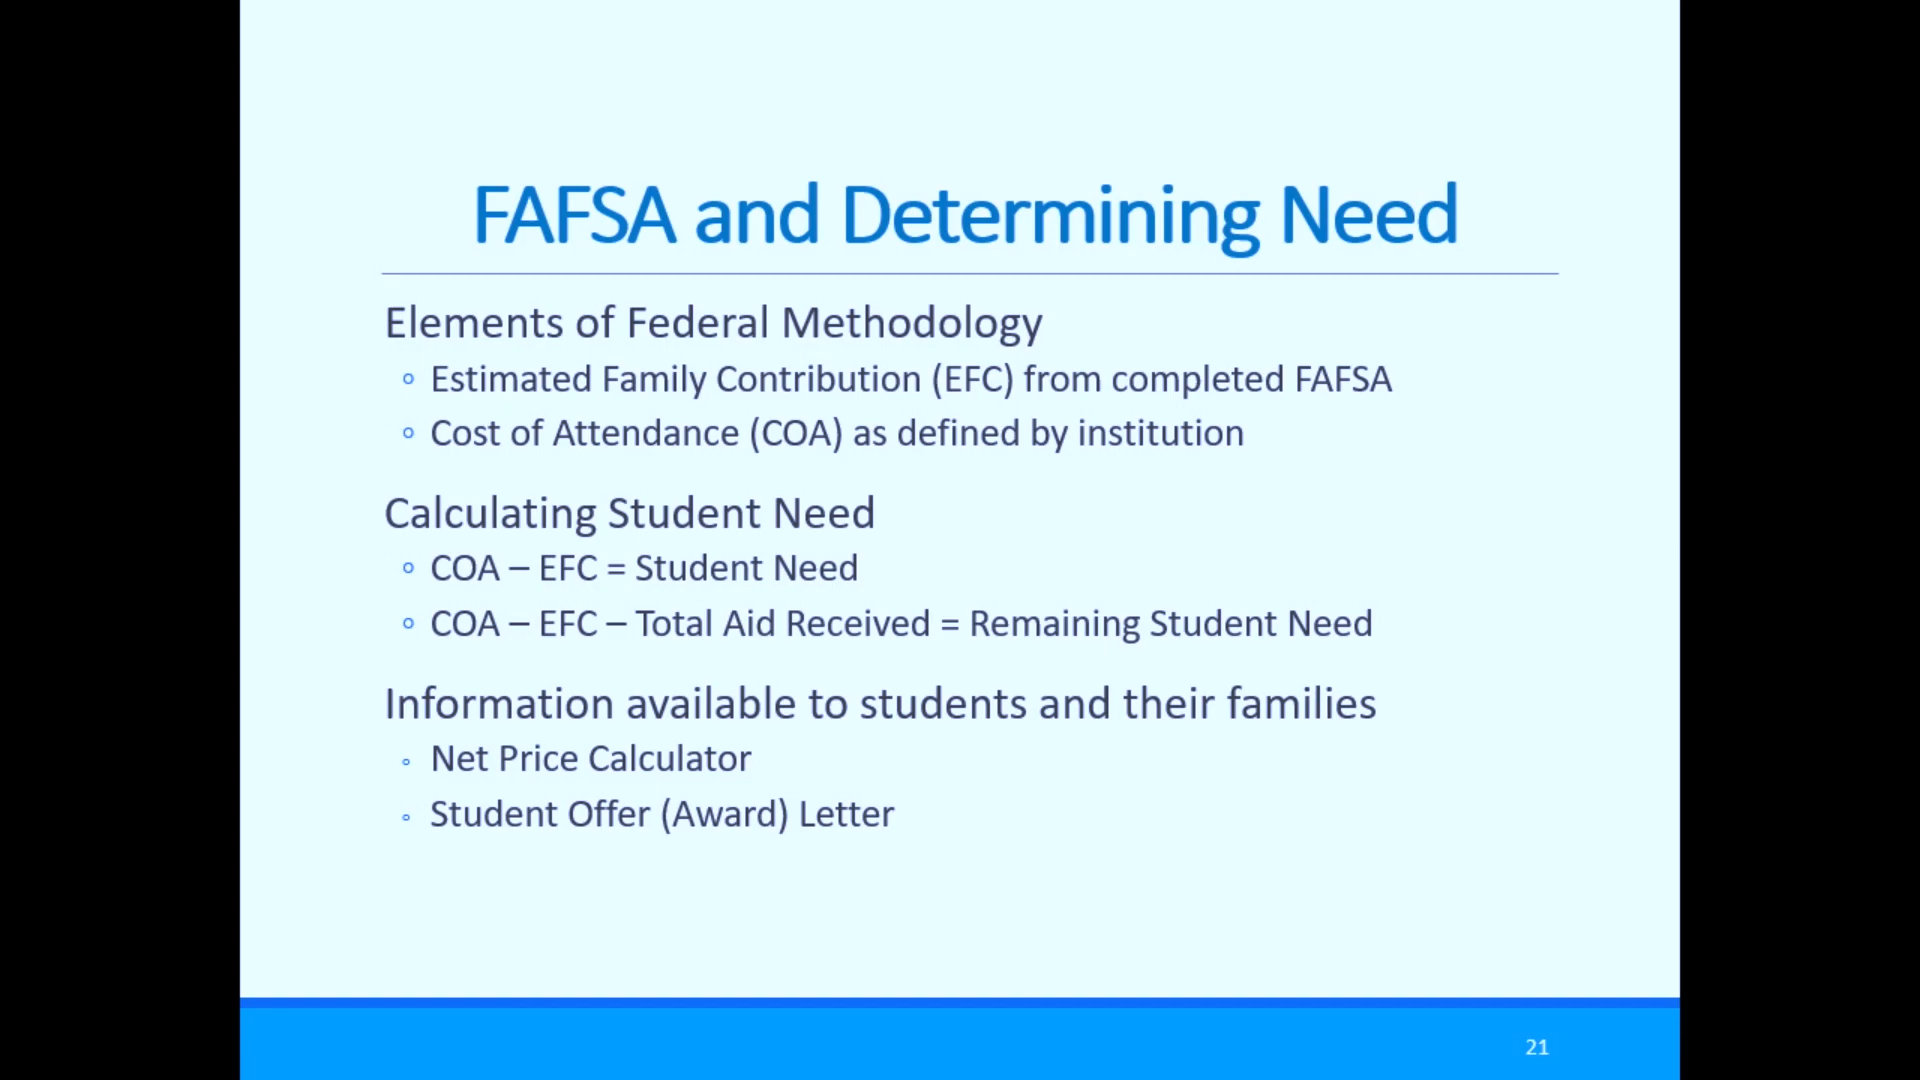 FAFSA and Determining Need
Elements of Federal Methodology
Estimated Family Contribution (EFC) from completed FAFSA
Cost of Attendance (COA) as defined by institution
Calculating Student Need
COA – EFC = Student Need
COA – EFC – Total Aid Received = Remaining Student Need
Information available to students and their families
Net Price Calculator
Student Offer (Award) Letter
21